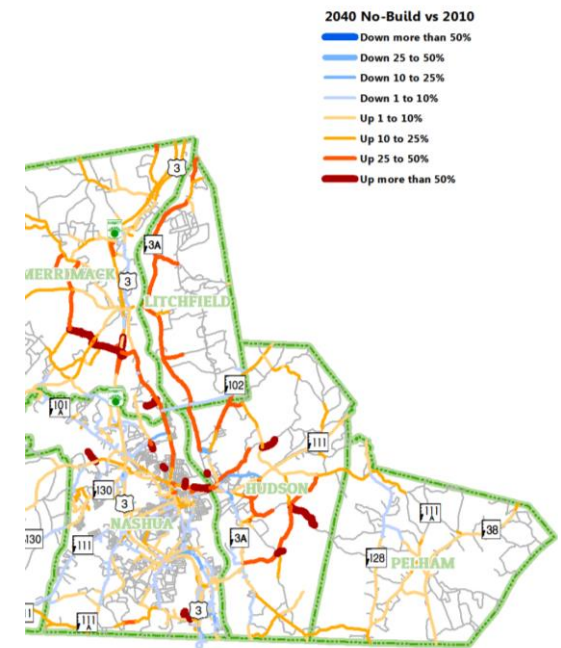 2040 No-Build vs 2010
Down more than 50%
Down 25 to 50%
Down 10 to 25%
Down 1 to 10%
Up 1 to 10%
Up 10 to 25%
Up 25 to 50%
Up more than 50%
3
3A
MERRIMACK
3
LITCHFIELD
102
101
A
111
130
HUDSON
3
111
A
NASHUA
38
130
111
3A
128
PELHAM
3
111
A